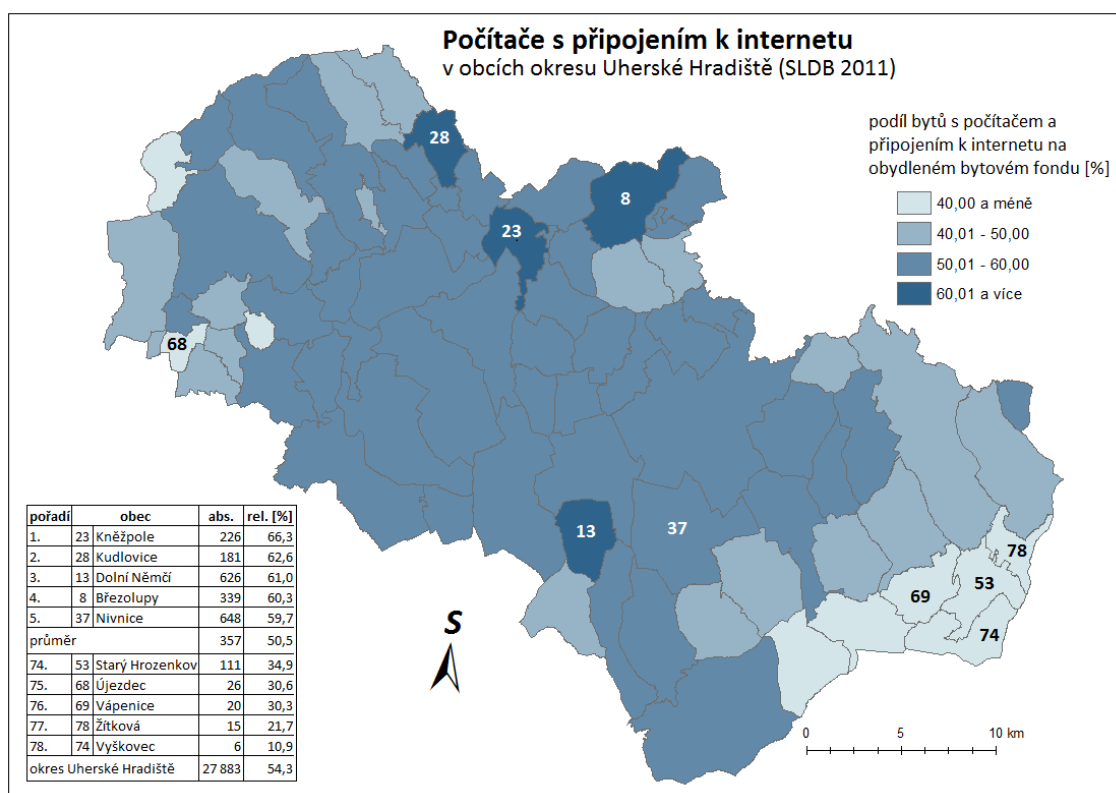 Počítače s připojením k internetu
v obcích okresu Uherské Hradiště (SLDB 2011)
podíl bytů s počítačem a
připojením k internetu na
obydleném bytovém fondu [%]
40,00 a méně
40,01 - 50,00
50,01 - 60,00
60,01 a více
28
8
23
68
13
37
78
53
69
74
pořadí obec abs. rel. [%]
1. 23 Kněžpole 226 66,3
2. 28 Kudlovice 181 62,6
3. 13 Dolní Němčí 626 61,0
4. 8 Březolupy 339 60,3
5. 37 Nivnice 648 59,7
průměr 357 50,5
74. 53 Starý Hrozenkov 111 34,9
75. 68 Újezdec 26 30,6
76. 69 Vápenice 20 30,3
77. 78 Žítková 15 21,7
78. 74 Vyškovec 6 10,9
okres Uherské Hradiště 27 883 54,3
S
0 5 10 km